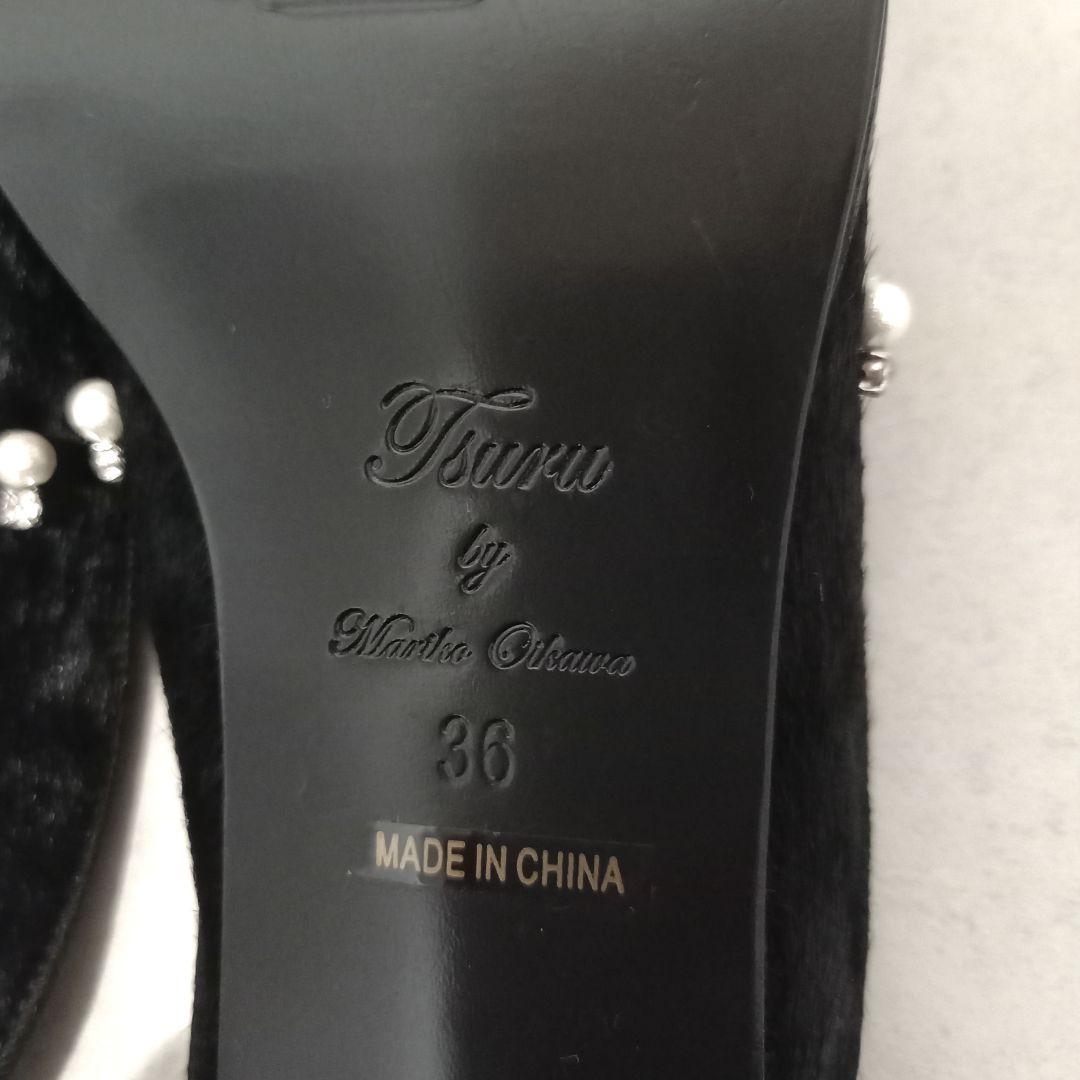 Tsuru
by
Mariko Oikawa
36
MADE IN CHINA